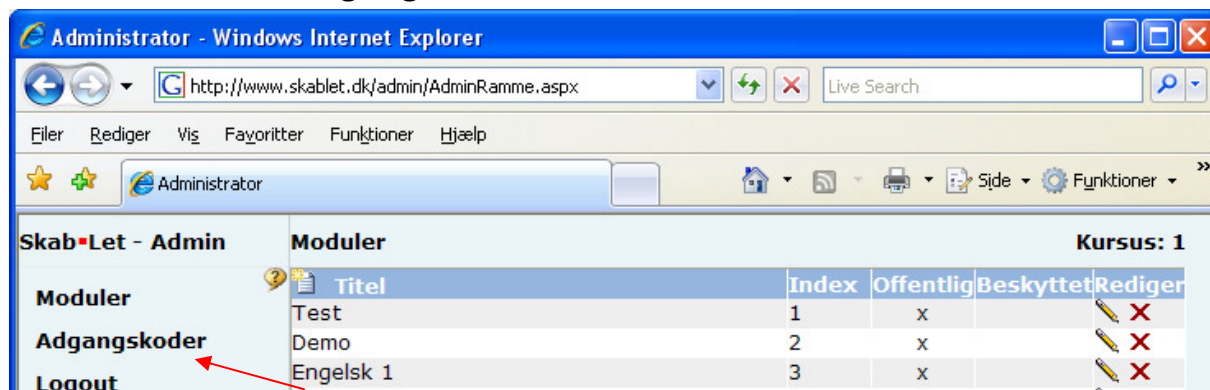 Administrator - Windows Internet Explorer
http://www.skablet.dk/admin/AdminRamme.aspx
Live Search
Filer Rediger Vis Favoritter Funktioner Hjælp
Administrator
Side Funktioner »
Skab▪Let - Admin
Moduler Kursus: 1
Titel Index Offentlig Beskyttet Rediger
Moduler
Test 1 x
Adgangskoder
Demo 2 x
Engelsk 1 3 x
Logout